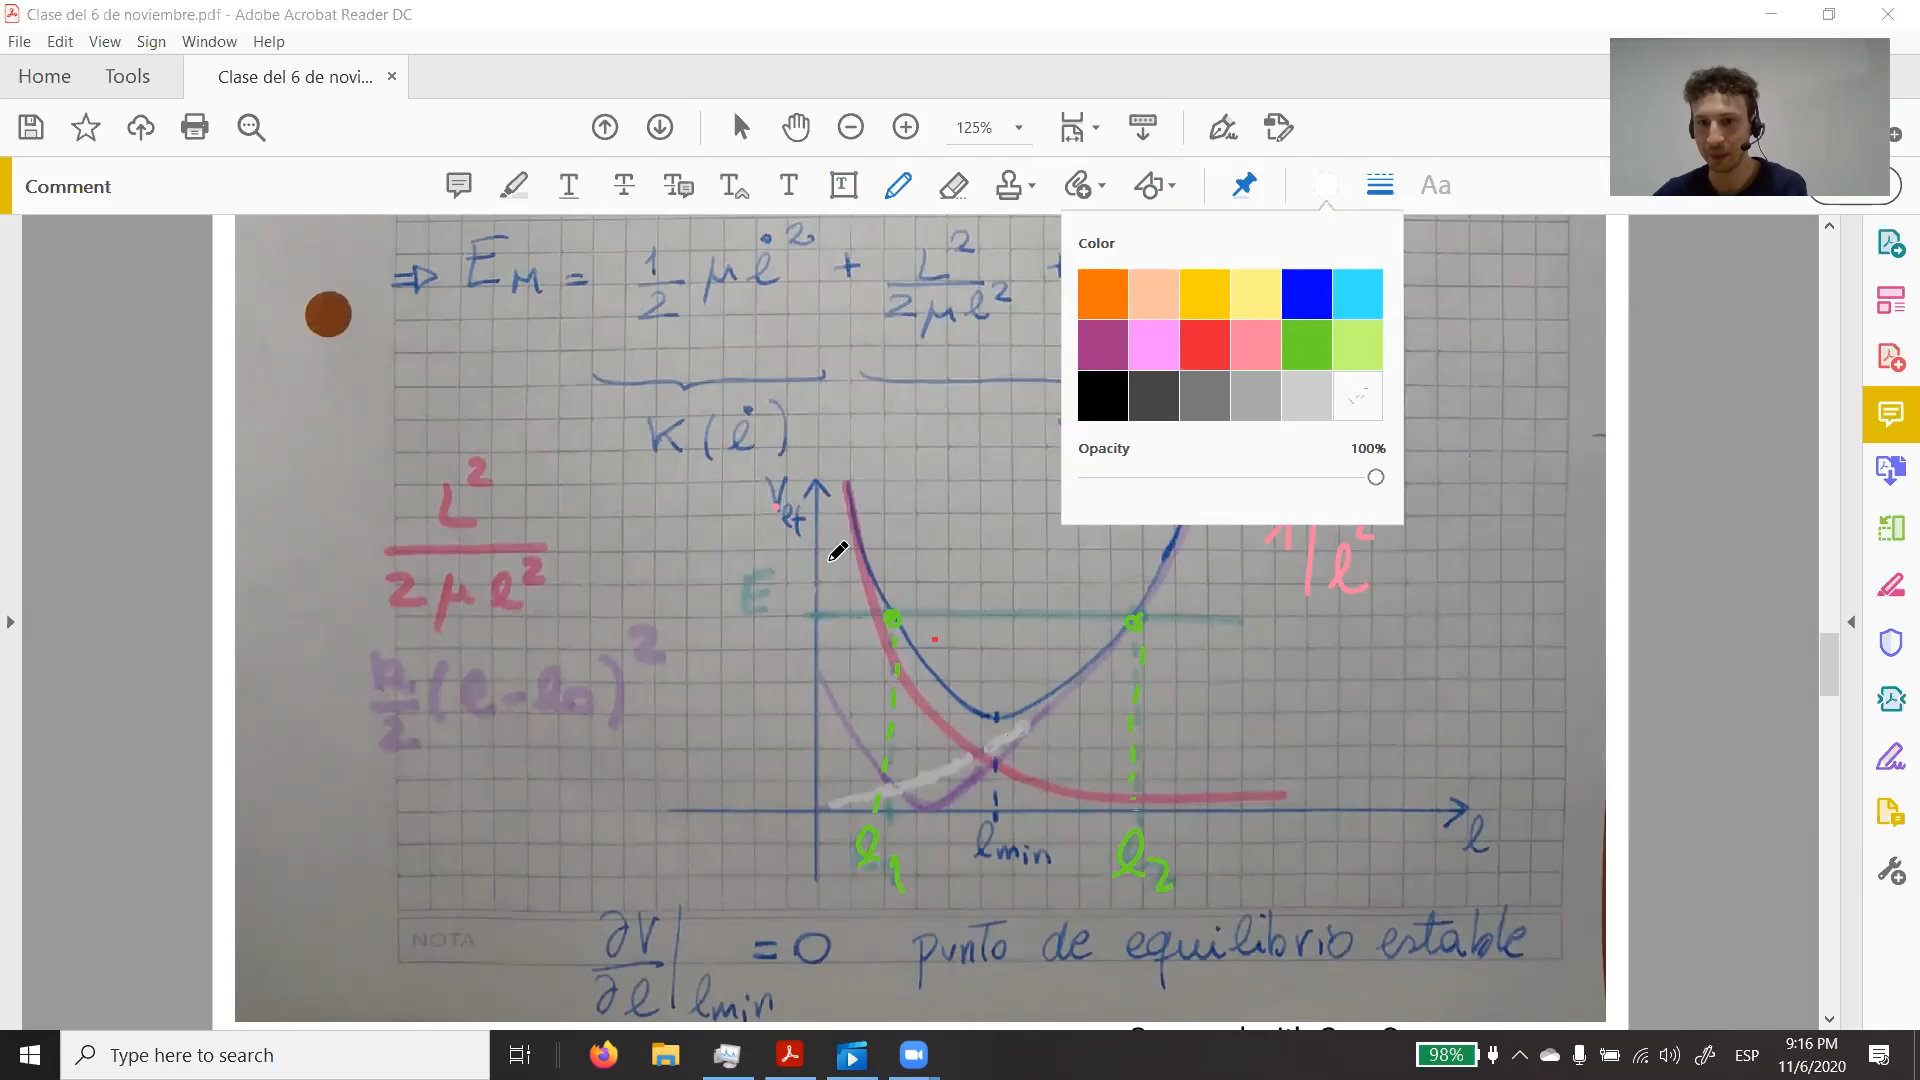 Clase del 6 de noviembre.pdf - Adobe Acrobat Reader DC
File Edit View Sign Window Help
Home Tools Clase del 6 de novi... ×
125%
Comment
Aa
Color
Opacity 100%
⇒ E_M = 1/2 μ l̇² + L²/2μl² +
K(l̇)
L²/2μl²
k/2 (l-l₀)²
V_ef
E
1/l²
l₁ l_min l₂ l
NOTA
∂V/∂l|l_min = 0 punto de equilibrio estable
Type here to search
98% ESP 9:16 PM
11/6/2020